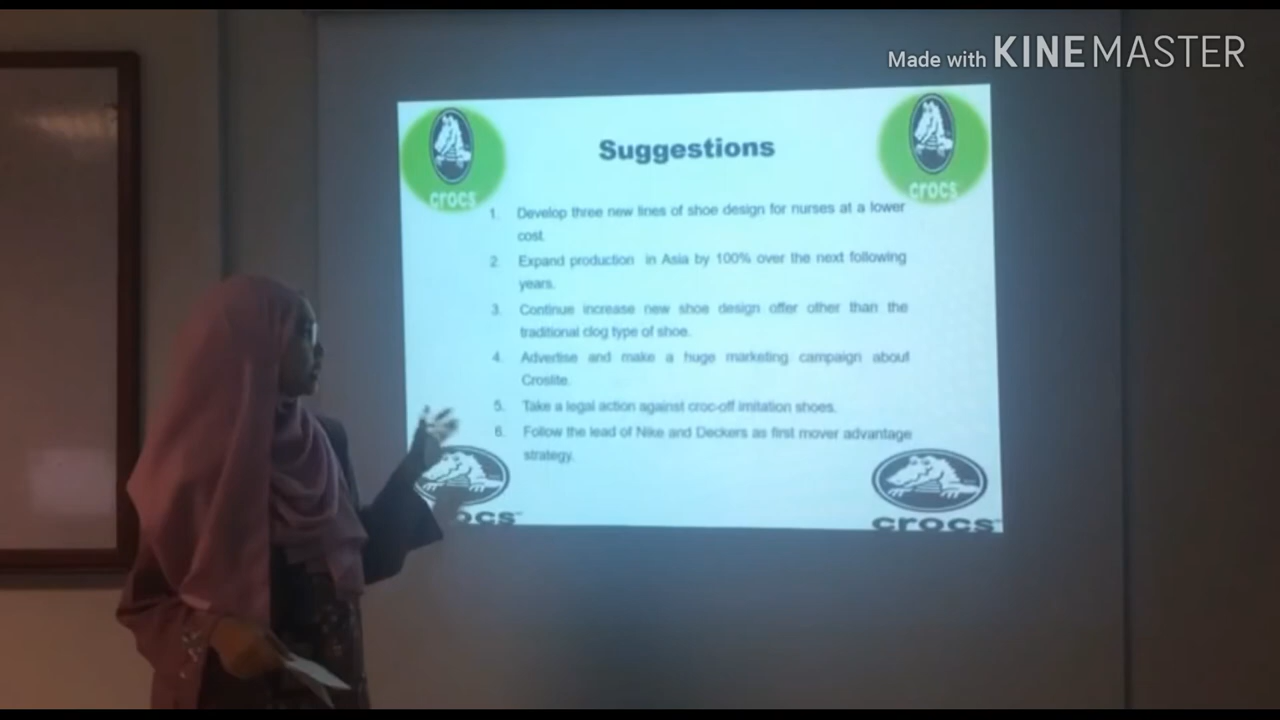 Made with KINEMASTER
crocs
crocs
Suggestions
1. Develop three new lines of shoe design for nurses at a lower
cost.
2. Expand production in Asia by 100% over the next following
years.
3. Continue increase new shoe design offer other than the
traditional clog type of shoe.
4. Advertise and make a huge marketing campaign about
Croslite.
5. Take a legal action against croc-off imitation shoes.
6. Follow the lead of Nike and Deckers as first mover advantage
strategy.
ocs™
crocs™